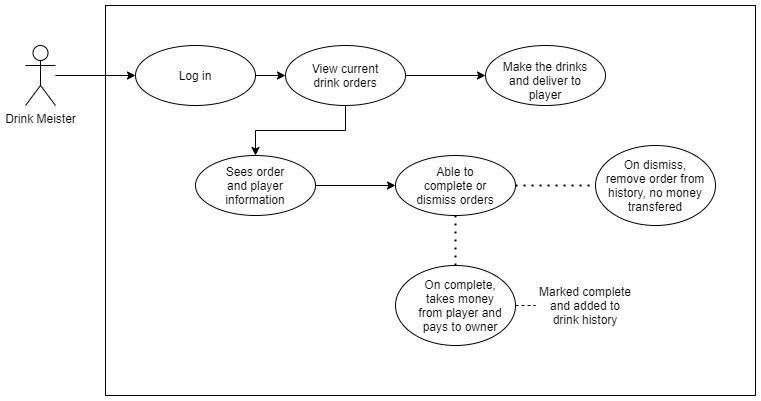 Drink Meister
Log in
View current
drink orders
Make the drinks
and deliver to
player
Sees order
and player
information
Able to
complete or
dismiss orders
On dismiss,
remove order from
history, no money
transfered
On complete,
takes money
from player and
pays to owner
Marked complete
and added to
drink history